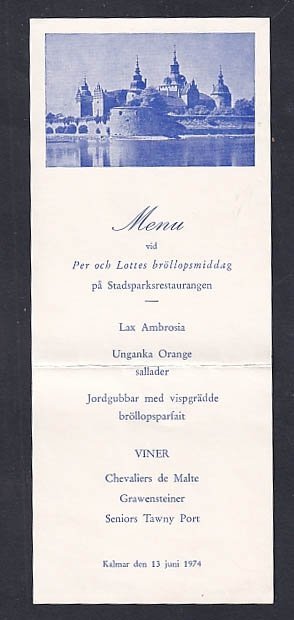 Menu
vid
Per och Lottes bröllopsmiddag
på Stadsparksrestaurangen
Lax Ambrosia
Unganka Orange
sallader
Jordgubbar med vispgrädde
bröllopsparfait
VINER
Chevaliers de Malte
Grawensteiner
Seniors Tawny Port
Kalmar den 13 juni 1974